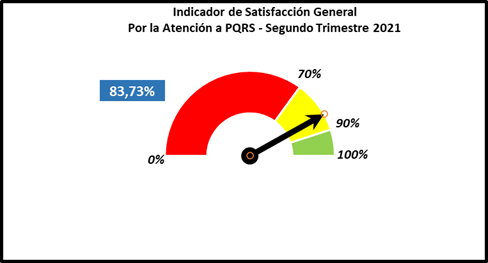 Indicador de Satisfacción General
Por la Atención a PQRS - Segundo Trimestre 2021
70%
83,73%
90%
0%
100%